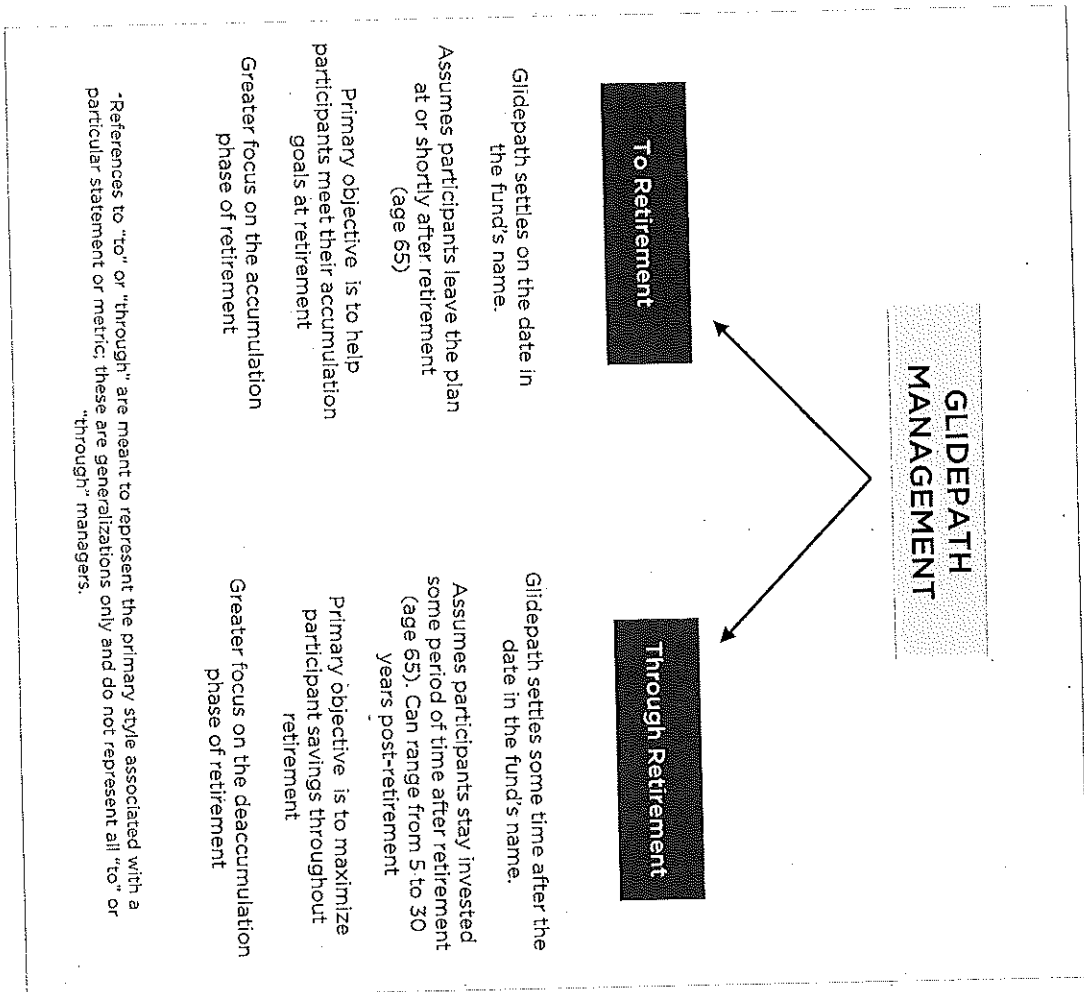 GLIDEPATH
MANAGEMENT
To Retirement
Glidepath settles on the date in
the fund's name.
Assumes participants leave the plan
at or shortly after retirement
(age 65)
Primary objective is to help
participants meet their accumulation
goals at retirement
Greater focus on the accumulation
phase of retirement
Through Retirement
Glidepath settles some time after the
date in the fund's name.
Assumes participants stay invested
some period of time after retirement
(age 65). Can range from 5 to 30
years post-retirement
Primary objective is to maximize
participant savings throughout
retirement
Greater focus on the deaccumulation
phase of retirement
*References to "to" or "through" are meant to represent the primary style associated with a
particular statement or metric; these are generalizations only and do not represent all "to" or
"through" managers.